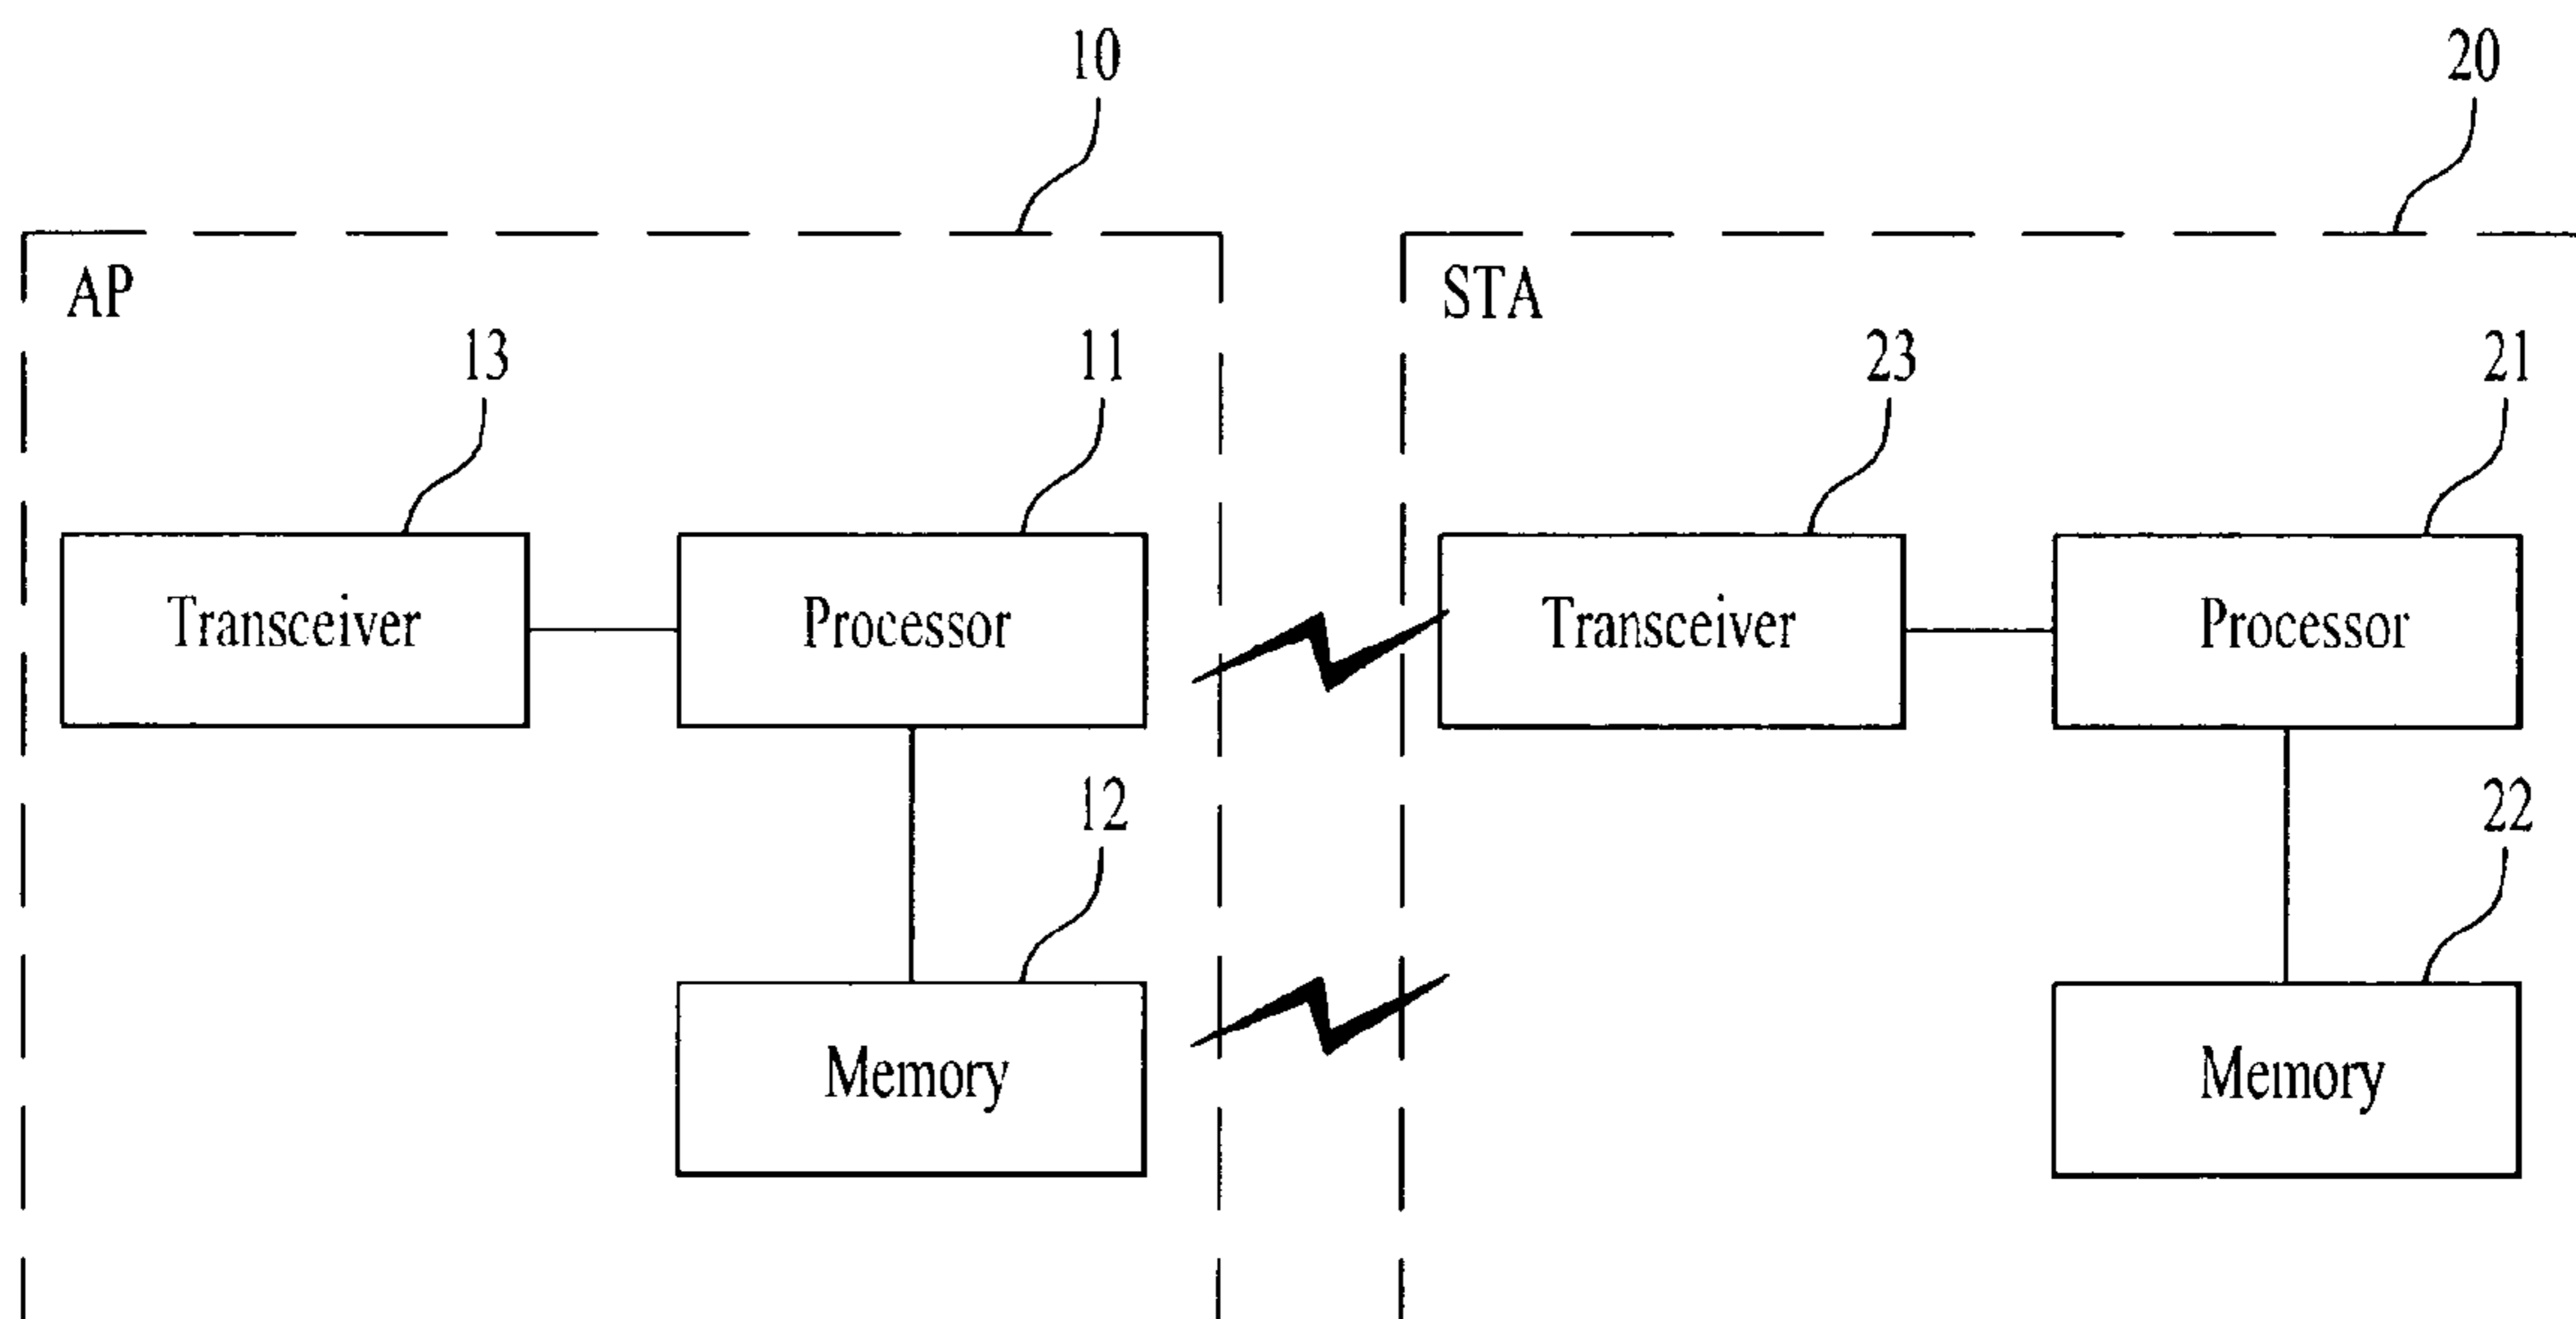 10
20
AP
STA
13
11
23
21
Transceiver
Processor
Transceiver
Processor
12
22
Memory
Memory